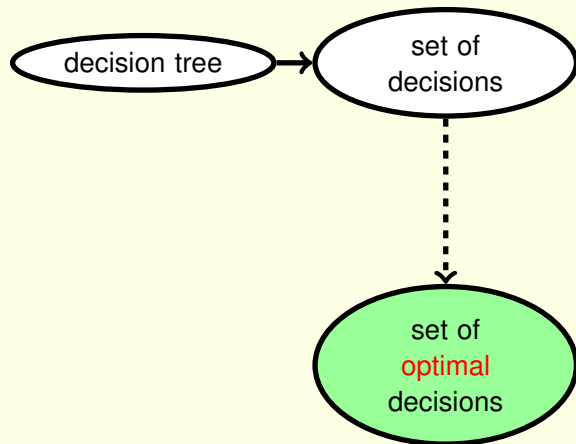 decision tree
set of
decisions
set of
optimal
decisions